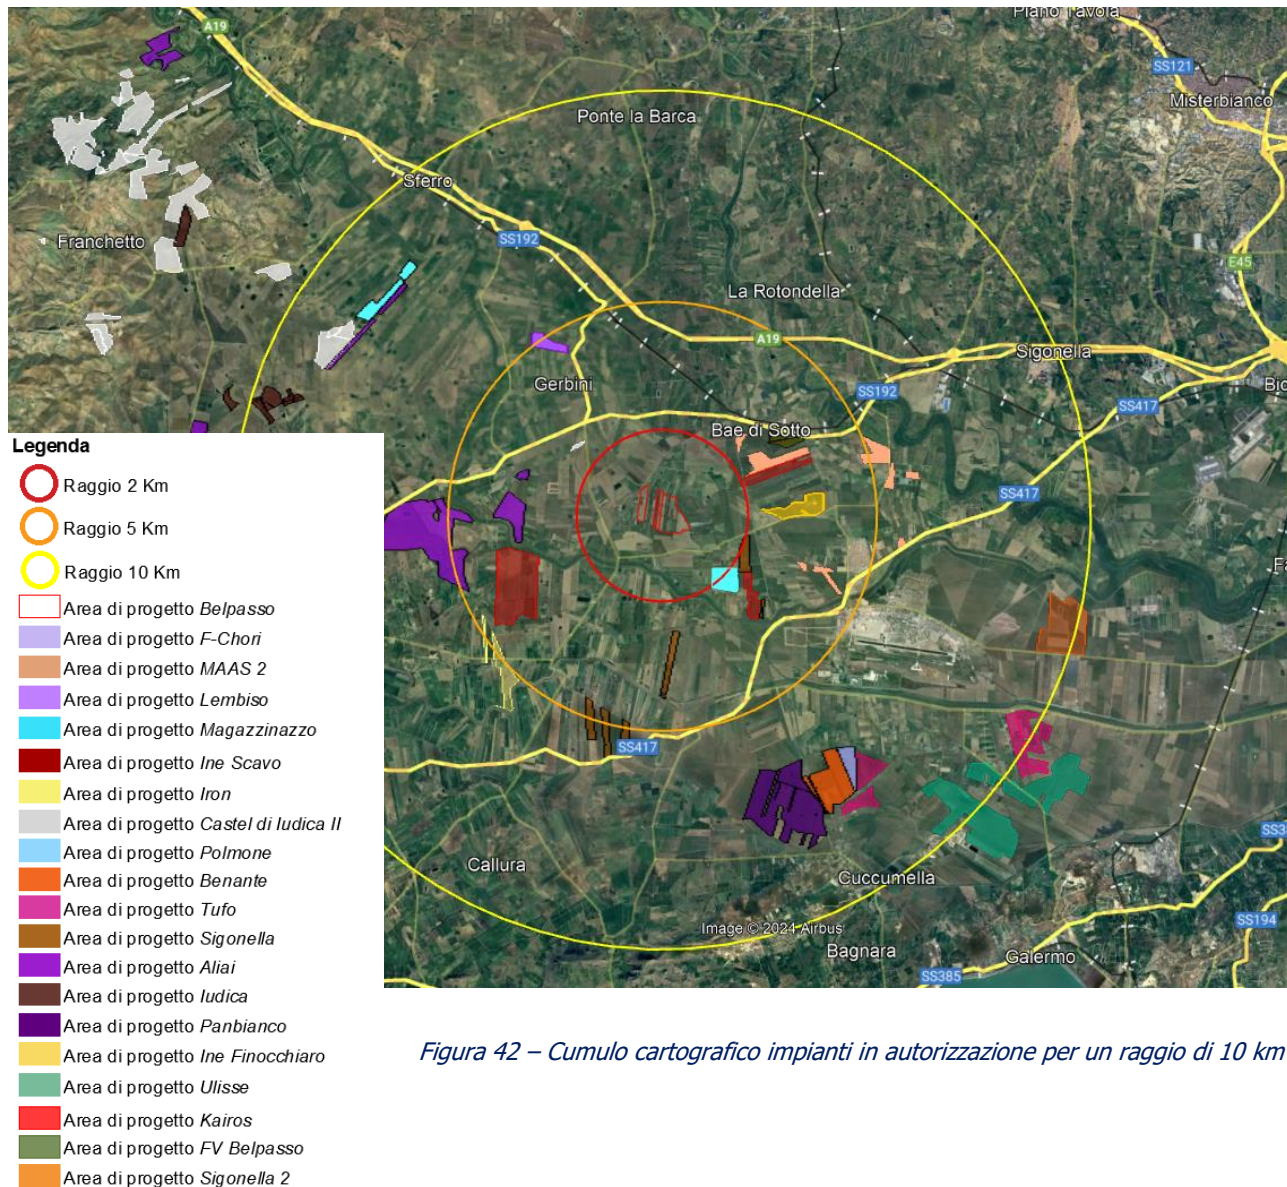 Piano Tavola
A19
SS121
Misterbianco
Ponte la Barca
Sferro
SS192
Franchetto
E45
La Rotondella
A19
Sigonella
Gerbini
SS192
SS417
Bae di Sotto
SS417
SS417
Callura
Cuccumella
SS194
Image © 2024 Airbus
Bagnara
Galermo
SS385
Legenda
Raggio 2 Km
Raggio 5 Km
Raggio 10 Km
Area di progetto Belpasso
Area di progetto F-Chori
Area di progetto MAAS 2
Area di progetto Lembiso
Area di progetto Magazzinazzo
Area di progetto Ine Scavo
Area di progetto Iron
Area di progetto Castel di Iudica II
Area di progetto Polmone
Area di progetto Benante
Area di progetto Tufo
Area di progetto Sigonella
Area di progetto Aliai
Area di progetto Iudica
Area di progetto Panbianco
Area di progetto Ine Finocchiaro
Area di progetto Ulisse
Area di progetto Kairos
Area di progetto FV Belpasso
Area di progetto Sigonella 2
Figura 42 – Cumulo cartografico impianti in autorizzazione per un raggio di 10 km